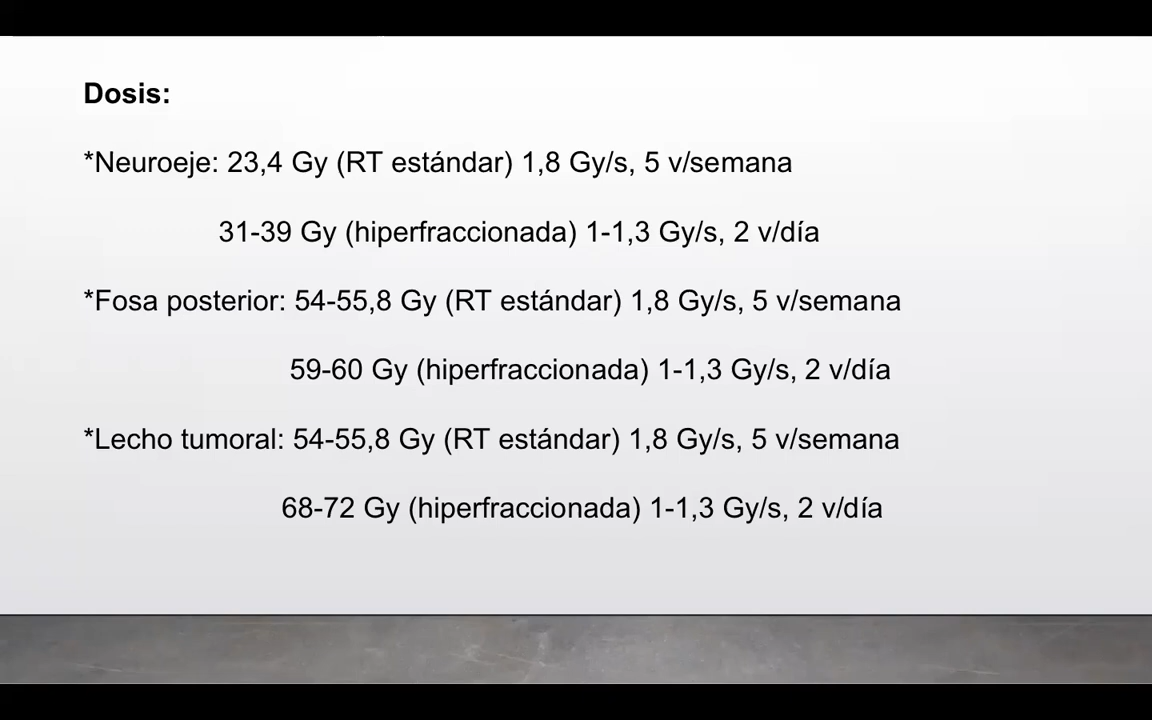 Dosis:
*Neuroeje: 23,4 Gy (RT estándar) 1,8 Gy/s, 5 v/semana
31-39 Gy (hiperfraccionada) 1-1,3 Gy/s, 2 v/día
*Fosa posterior: 54-55,8 Gy (RT estándar) 1,8 Gy/s, 5 v/semana
59-60 Gy (hiperfraccionada) 1-1,3 Gy/s, 2 v/día
*Lecho tumoral: 54-55,8 Gy (RT estándar) 1,8 Gy/s, 5 v/semana
68-72 Gy (hiperfraccionada) 1-1,3 Gy/s, 2 v/día